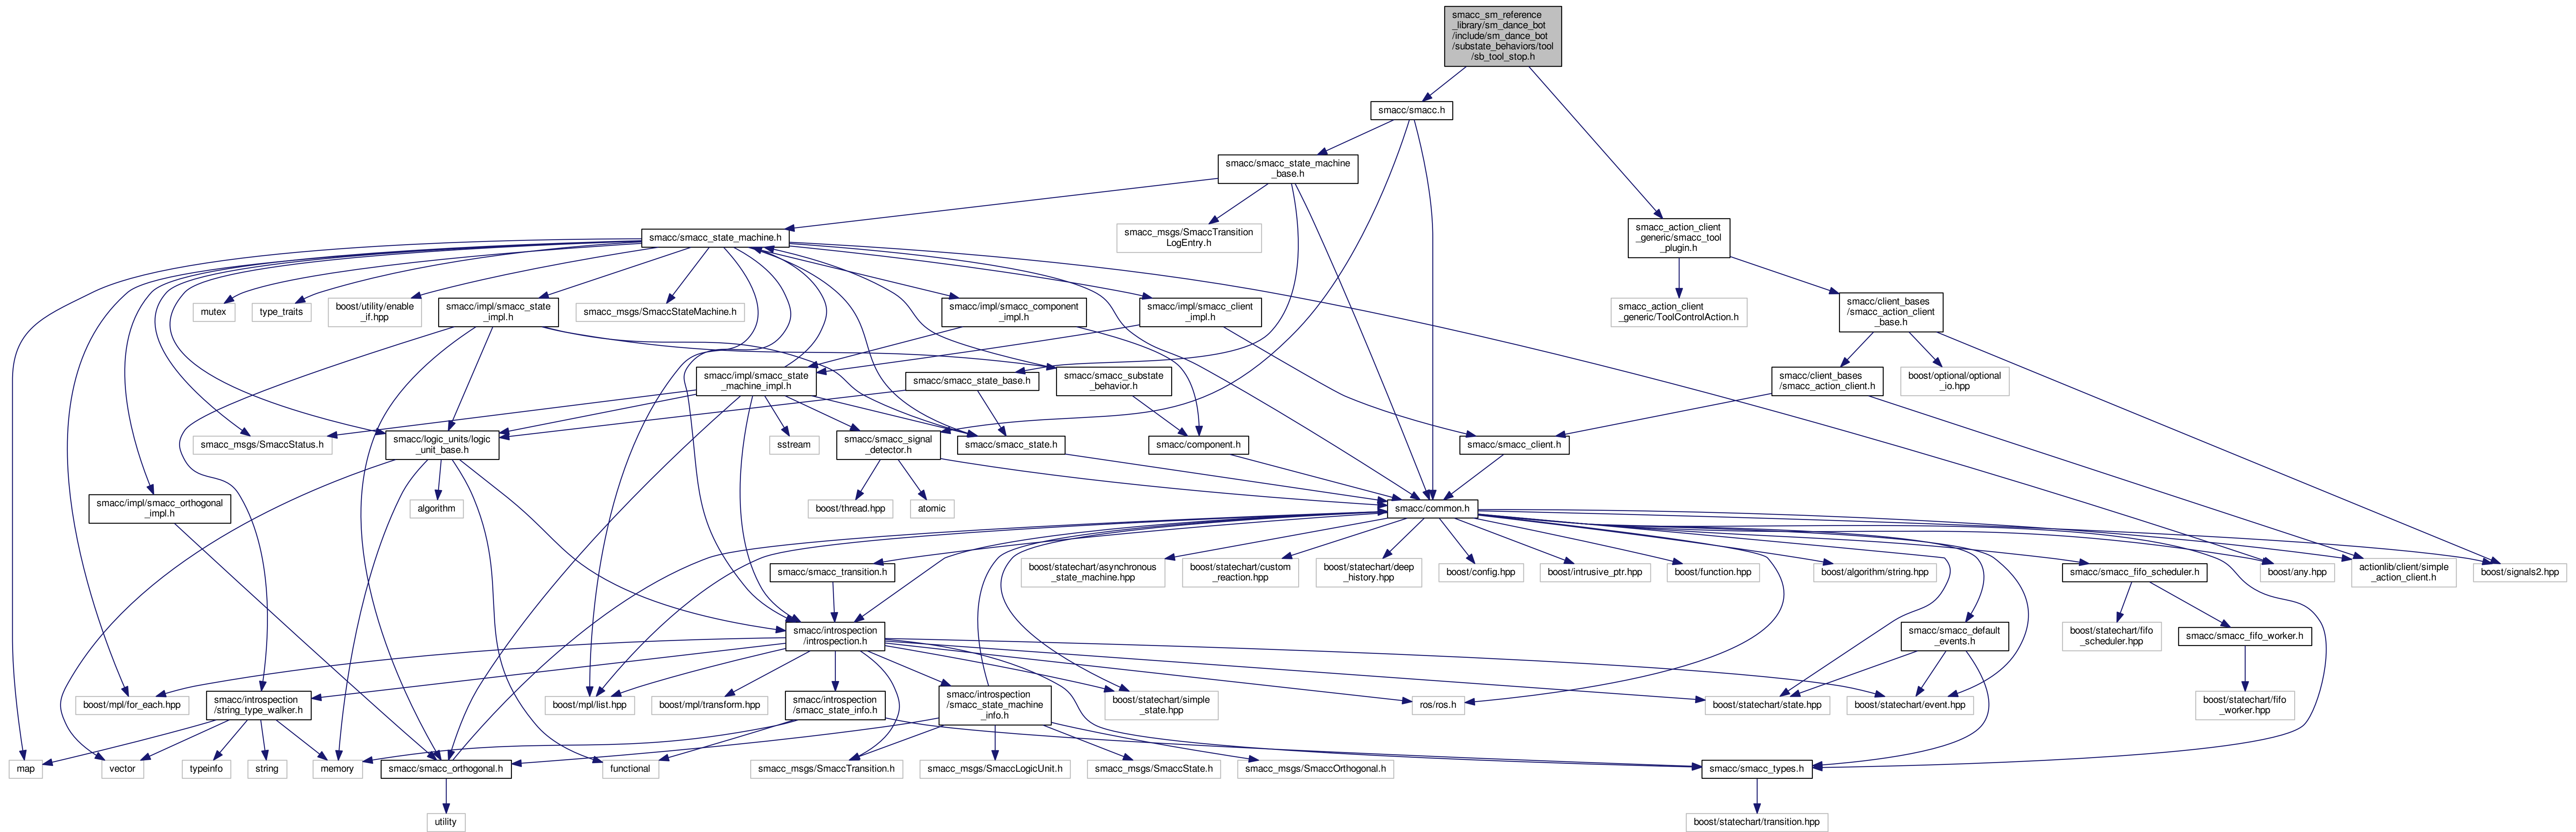 smacc_sm_reference
_library/sm_dance_bot
/include/sm_dance_bot
/substate_behaviors/tool
/sb_tool_stop.h
smacc/smacc.h
smacc/smacc_state_machine
_base.h
smacc/smacc_state_machine.h
smacc_msgs/SmaccTransition
LogEntry.h
smacc_action_client
_generic/smacc_tool
_plugin.h
mutex
type_traits
boost/utility/enable
_if.hpp
smacc/impl/smacc_state
_impl.h
smacc_msgs/SmaccStateMachine.h
smacc/impl/smacc_component
_impl.h
smacc/impl/smacc_client
_impl.h
smacc_action_client
_generic/ToolControlAction.h
smacc/client_bases
/smacc_action_client
_base.h
smacc/impl/smacc_state
_machine_impl.h
smacc/smacc_state_base.h
smacc/smacc_substate
_behavior.h
smacc/client_bases
/smacc_action_client.h
boost/optional/optional
_io.hpp
smacc_msgs/SmaccStatus.h
smacc/logic_units/logic
_unit_base.h
sstream
smacc/smacc_signal
_detector.h
smacc/smacc_state.h
smacc/component.h
smacc/smacc_client.h
smacc/impl/smacc_orthogonal
_impl.h
algorithm
boost/thread.hpp
atomic
smacc/common.h
smacc/smacc_transition.h
boost/statechart/asynchronous
_state_machine.hpp
boost/statechart/custom
_reaction.hpp
boost/statechart/deep
_history.hpp
boost/config.hpp
boost/intrusive_ptr.hpp
boost/function.hpp
boost/algorithm/string.hpp
smacc/smacc_fifo_scheduler.h
boost/any.hpp
actionlib/client/simple
_action_client.h
boost/signals2.hpp
smacc/introspection
/introspection.h
smacc/smacc_default
_events.h
boost/statechart/fifo
_scheduler.hpp
smacc/smacc_fifo_worker.h
boost/mpl/for_each.hpp
smacc/introspection
/string_type_walker.h
boost/mpl/list.hpp
boost/mpl/transform.hpp
smacc/introspection
/smacc_state_info.h
smacc/introspection
/smacc_state_machine
_info.h
boost/statechart/simple
_state.hpp
ros/ros.h
boost/statechart/state.hpp
boost/statechart/event.hpp
boost/statechart/fifo
_worker.hpp
map
vector
typeinfo
string
memory
smacc/smacc_orthogonal.h
functional
smacc_msgs/SmaccTransition.h
smacc_msgs/SmaccLogicUnit.h
smacc_msgs/SmaccState.h
smacc_msgs/SmaccOrthogonal.h
smacc/smacc_types.h
utility
boost/statechart/transition.hpp